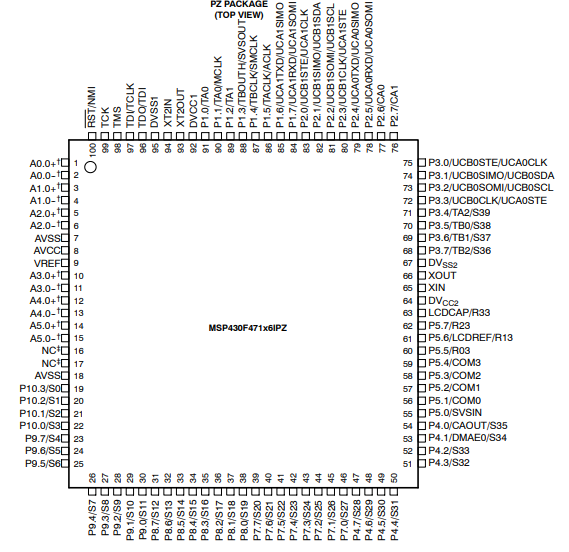 PZ PACKAGE
(TOP VIEW)
RST/NMI
TCK
TMS
TDI/TCLK
TDO/TDI
DVSS1
XT2IN
XT2OUT
DVCC1
P1.0/TA0
P1.1/TA0/MCLK
P1.2/TA1
P1.3/TBOUTH/SVSOUT
P1.4/TBCLK/SMCLK
P1.5/TACLK/ACLK
P1.6/UCA1TXD/UCA1SIMO
P1.7/UCA1RXD/UCA1SOMI
P2.0/UCB1STE/UCA1CLK
P2.1/UCB1SIMO/UCB1SDA
P2.2/UCB1SOMI/UCB1SCL
P2.3/UCB1CLK/UCA1STE
P2.4/UCA0TXD/UCA0SIMO
P2.5/UCA0RXD/UCA0SOMI
P2.6/CA0
P2.7/CA1
100 99 98 97 96 95 94 93 92 91 90 89 88 87 86 85 84 83 82 81 80 79 78 77 76
A0.0+† 1
A0.0−† 2
A1.0+† 3
A1.0−† 4
A2.0+† 5
A2.0−† 6
AVSS 7
AVCC 8
VREF 9
A3.0+† 10
A3.0−† 11
A4.0+† 12
A4.0−† 13
A5.0+† 14
A5.0−† 15
NC‡ 16
NC‡ 17
AVSS 18
P10.3/S0 19
P10.2/S1 20
P10.1/S2 21
P10.0/S3 22
P9.7/S4 23
P9.6/S5 24
P9.5/S6 25
MSP430F471x6IPZ
75 P3.0/UCB0STE/UCA0CLK
74 P3.1/UCB0SIMO/UCB0SDA
73 P3.2/UCB0SOMI/UCB0SCL
72 P3.3/UCB0CLK/UCA0STE
71 P3.4/TA2/S39
70 P3.5/TB0/S38
69 P3.6/TB1/S37
68 P3.7/TB2/S36
67 DVSS2
66 XOUT
65 XIN
64 DVCC2
63 LCDCAP/R33
62 P5.7/R23
61 P5.6/LCDREF/R13
60 P5.5/R03
59 P5.4/COM3
58 P5.3/COM2
57 P5.2/COM1
56 P5.1/COM0
55 P5.0/SVSIN
54 P4.0/CAOUT/S35
53 P4.1/DMAE0/S34
52 P4.2/S33
51 P4.3/S32
26 27 28 29 30 31 32 33 34 35 36 37 38 39 40 41 42 43 44 45 46 47 48 49 50
P9.4/S7
P9.3/S8
P9.2/S9
P9.1/S10
P9.0/S11
P8.7/S12
P8.6/S13
P8.5/S14
P8.4/S15
P8.3/S16
P8.2/S17
P8.1/S18
P8.0/S19
P7.7/S20
P7.6/S21
P7.5/S22
P7.4/S23
P7.3/S24
P7.2/S25
P7.1/S26
P7.0/S27
P4.7/S28
P4.6/S29
P4.5/S30
P4.4/S31